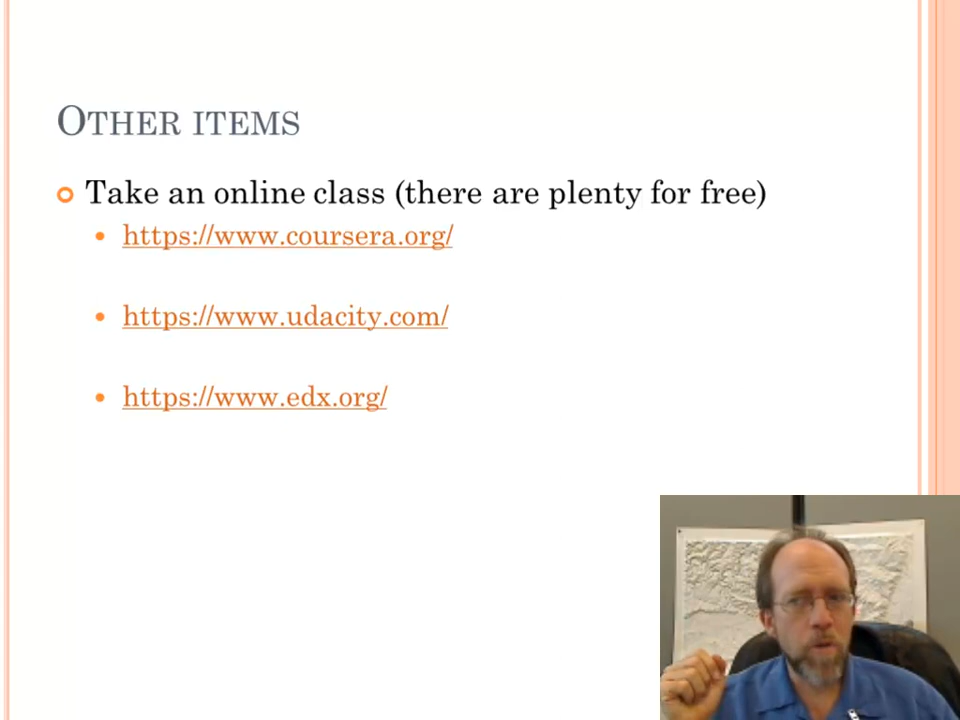 Other items
Take an online class (there are plenty for free)
https://www.coursera.org/
https://www.udacity.com/
https://www.edx.org/